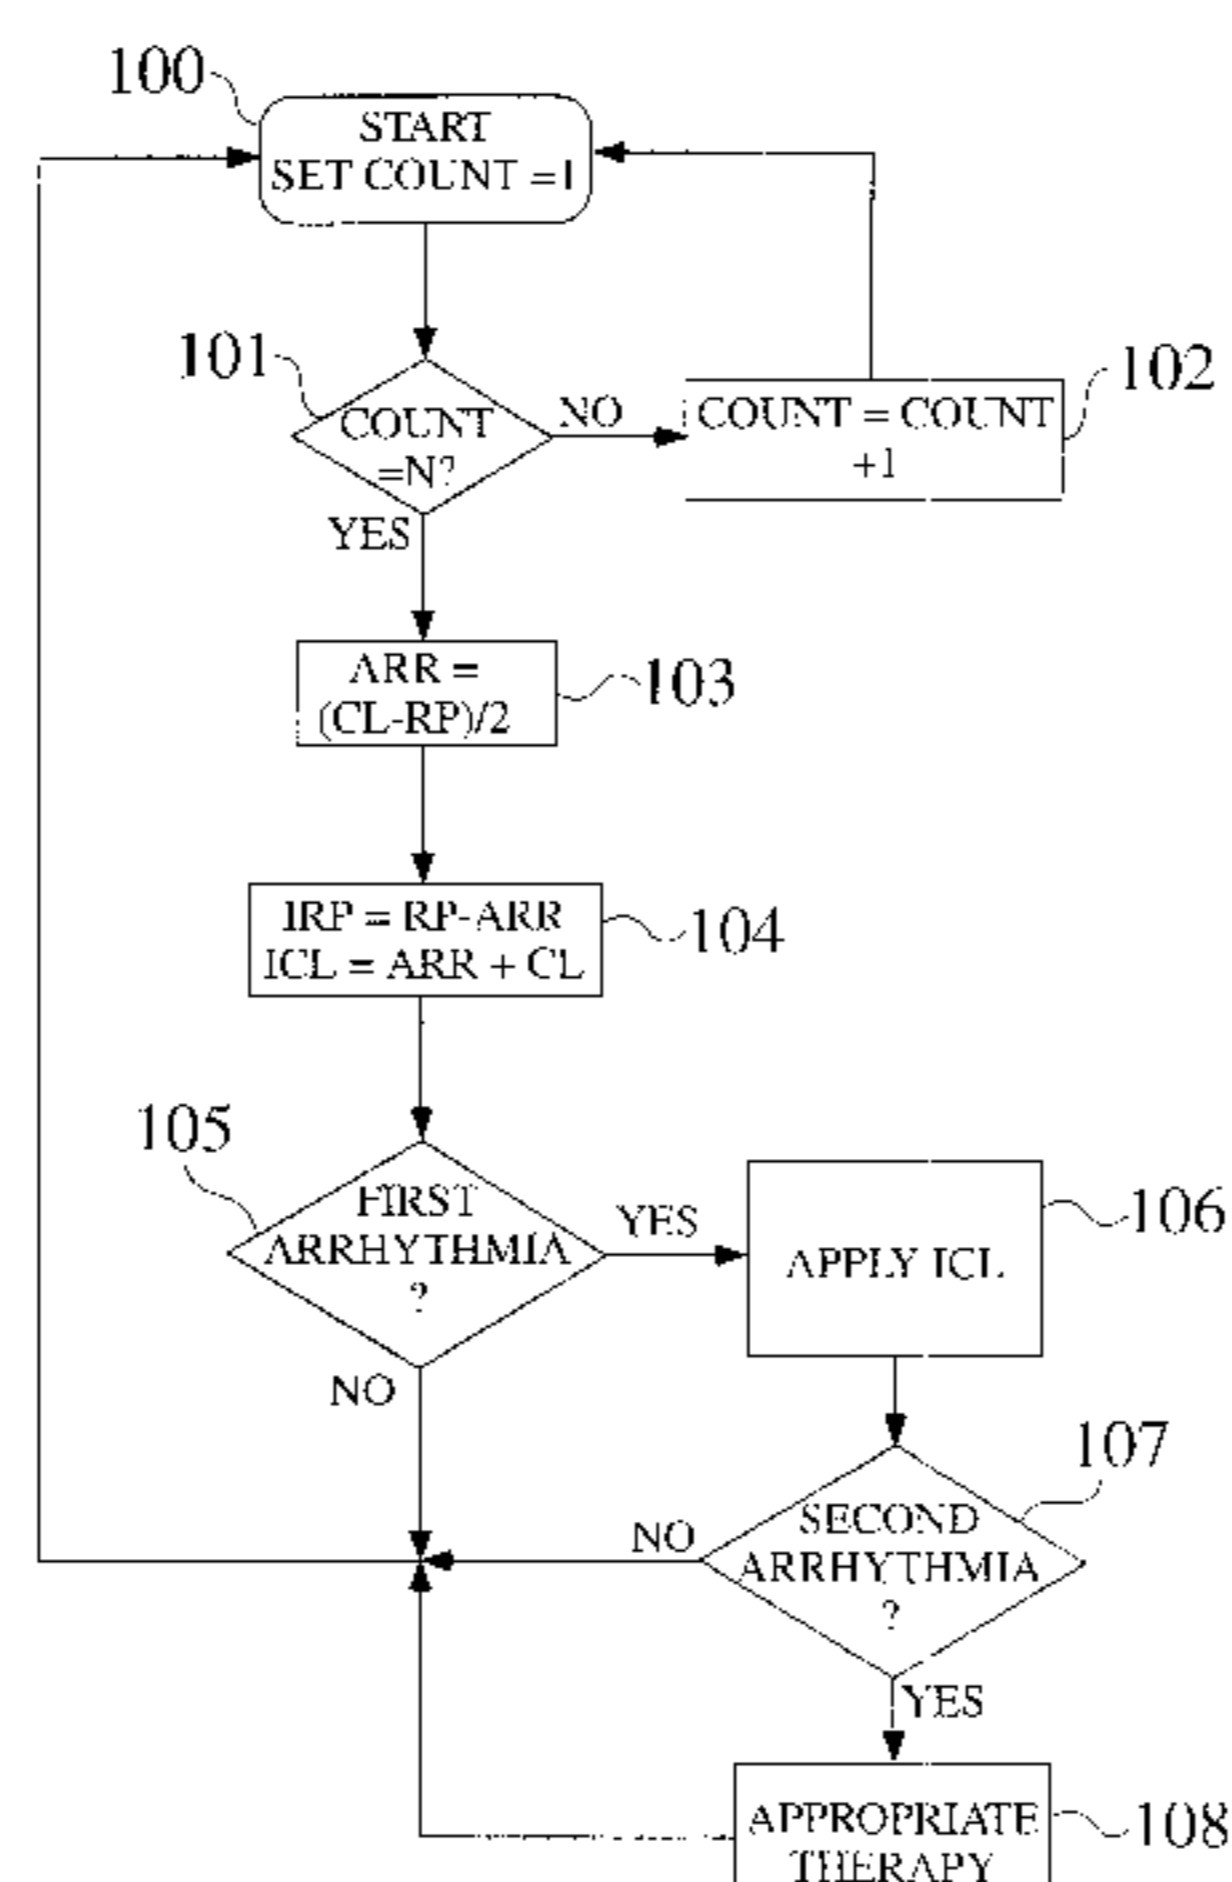 100
START
SET COUNT =1
101
COUNT
=N?
NO
102
COUNT = COUNT
+1
YES
ARR =
(CL-RP)/2
103
IRP = RP-ARR
ICL = ARR + CL
104
105
FIRST
ARRHYTHMIA
?
YES
106
APPLY ICL
NO
107
SECOND
ARRHYTHMIA
?
NO
YES
APPROPRIATE
THERAPY
108